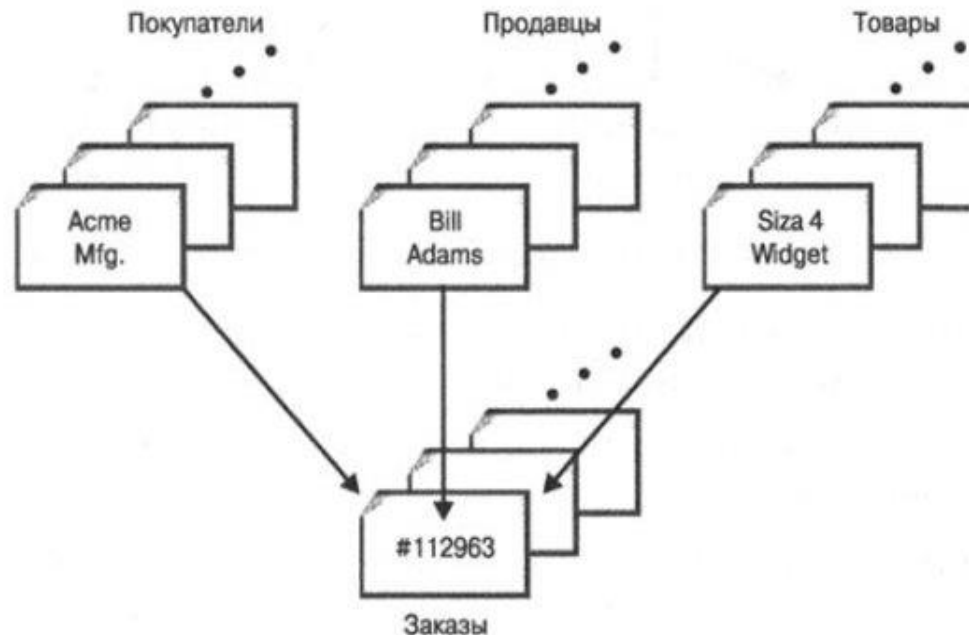 Покупатели
Продавцы
Товары
Acme
Mfg.
Bill
Adams
Siza 4
Widget
#112963
Заказы